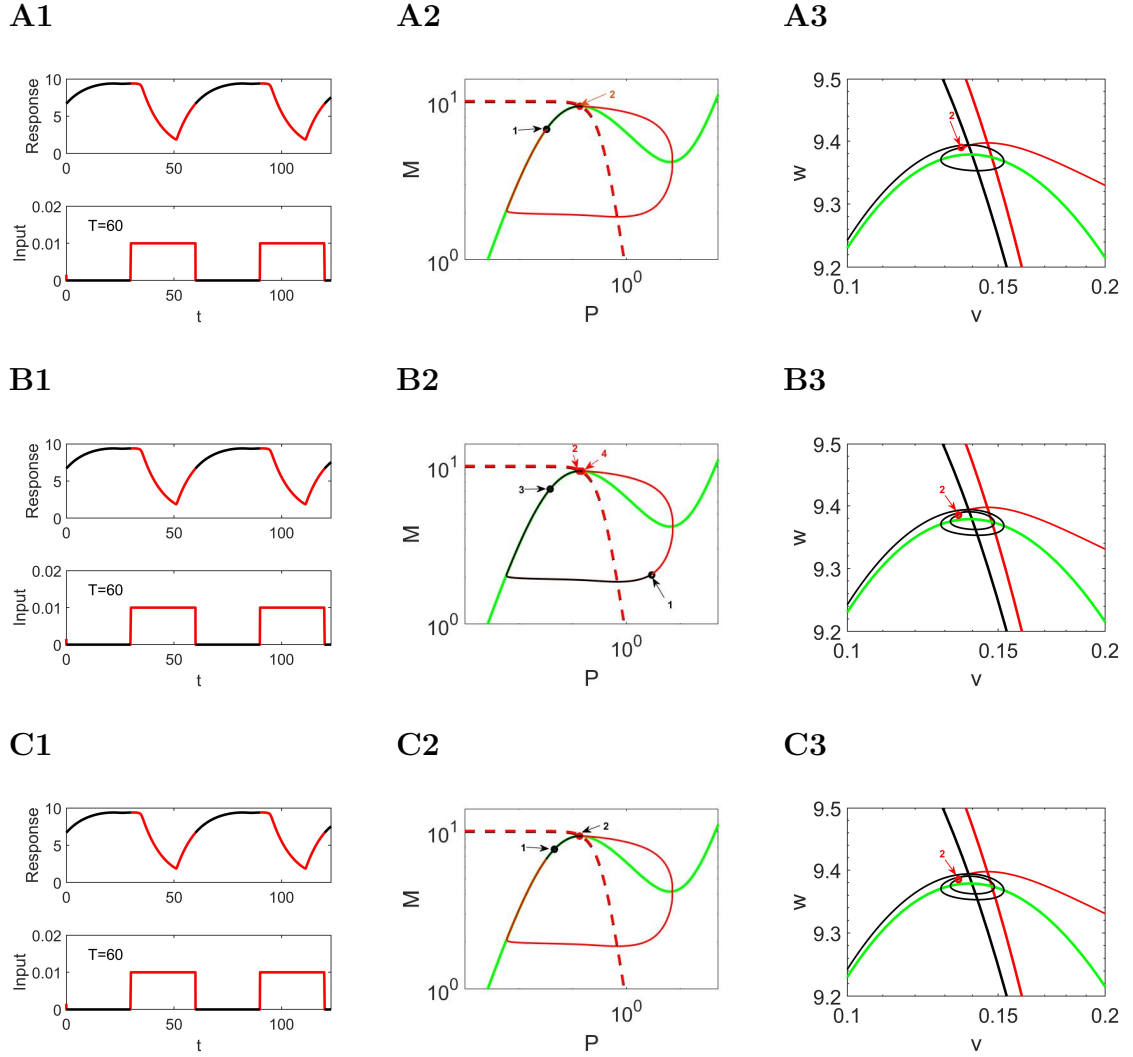 A1
A2
A3
Response
10
5
0
0
50
100
Input
0.02
0.01
0
T=60
0
50
100
t
M
10^1
10^0
1
2
10^0
P
w
9.5
9.4
9.3
9.2
2
0.1
0.15
0.2
v
B1
B2
B3
Response
10
5
0
0
50
100
Input
0.02
0.01
0
T=60
0
50
100
t
M
10^1
10^0
2
4
3
1
10^0
P
w
9.5
9.4
9.3
9.2
2
0.1
0.15
0.2
v
C1
C2
C3
Response
10
5
0
0
50
100
Input
0.02
0.01
0
T=60
0
50
100
t
M
10^1
10^0
2
1
10^0
P
w
9.5
9.4
9.3
9.2
2
0.1
0.15
0.2
v